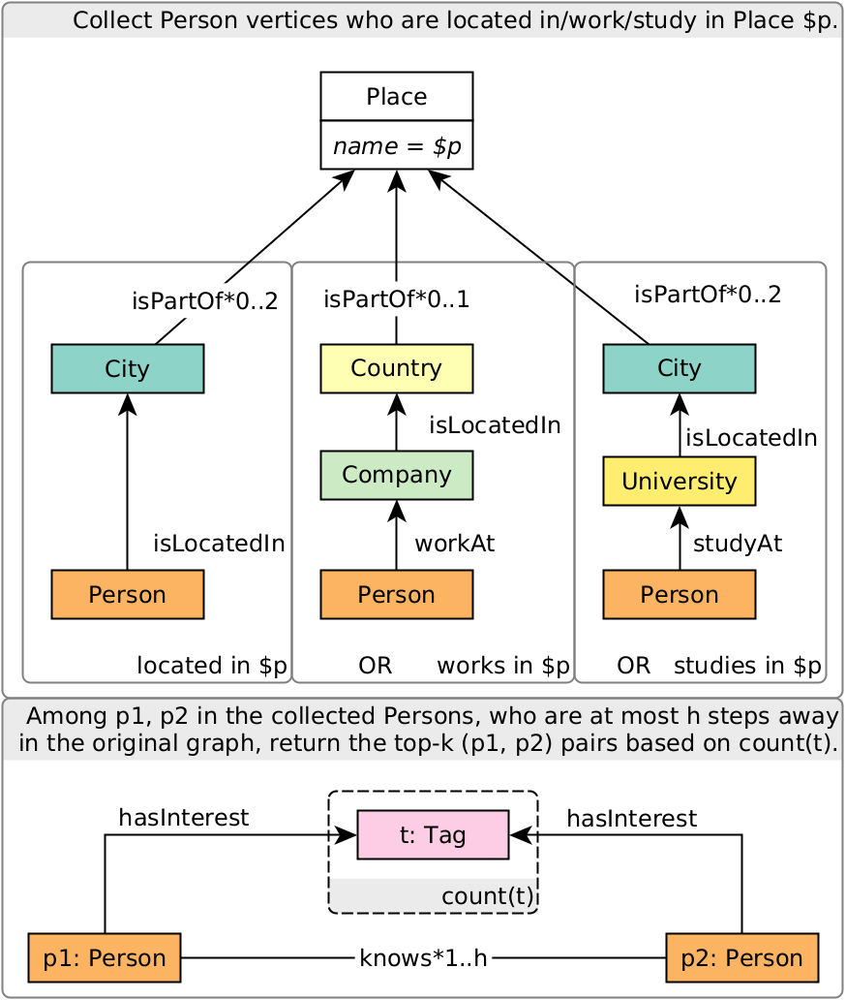 Collect Person vertices who are located in/work/study in Place $p.
Place
name = $p
isPartOf*0..2
isPartOf*0..1
isPartOf*0..2
City
Country
City
isLocatedIn
isLocatedIn
Company
University
isLocatedIn
workAt
studyAt
Person
Person
Person
located in $p
OR works in $p
OR studies in $p
Among p1, p2 in the collected Persons, who are at most h steps away
in the original graph, return the top-k (p1, p2) pairs based on count(t).
hasInterest
hasInterest
t: Tag
count(t)
p1: Person
knows*1..h
p2: Person